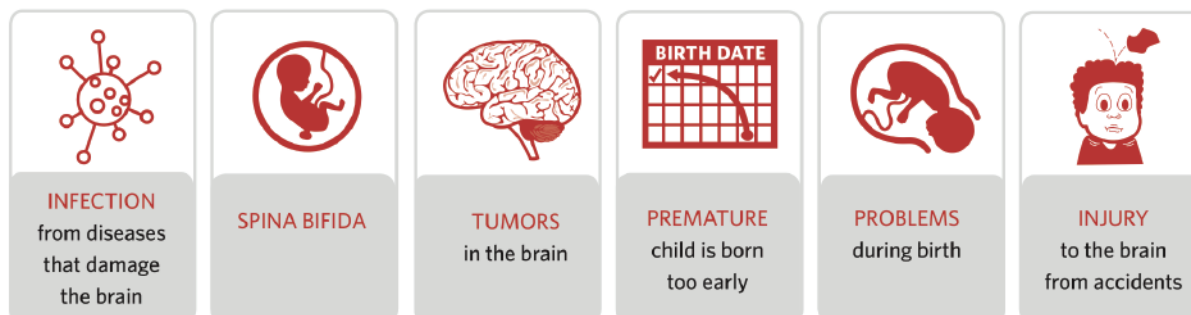 BIRTH DATE
INFECTION
from diseases
that damage
the brain
SPINA BIFIDA
TUMORS
in the brain
PREMATURE
child is born
too early
PROBLEMS
during birth
INJURY
to the brain
from accidents